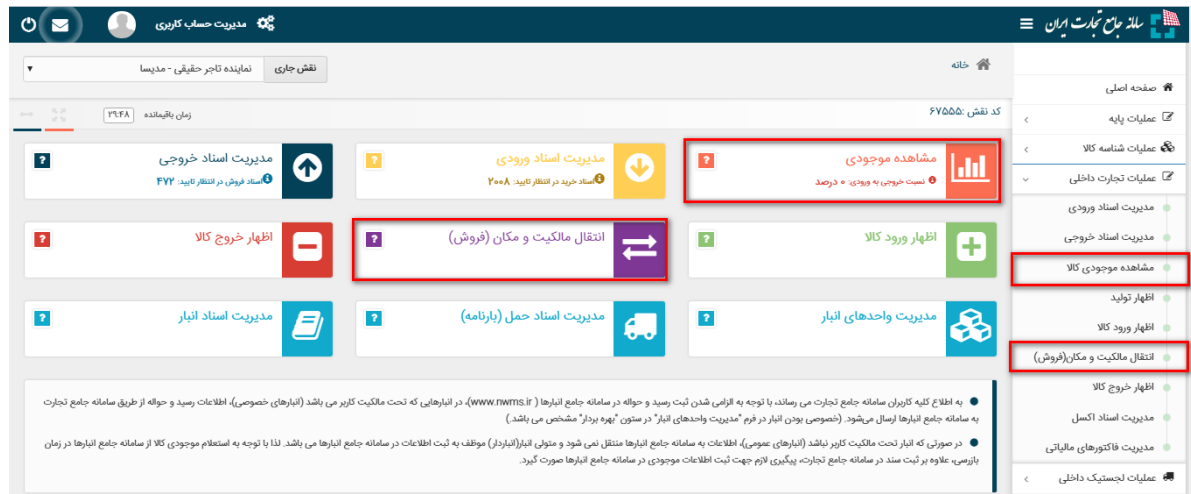 سامانه جامع تجارت ایران
مدیریت حساب کاربری
صفحه اصلی
عملیات پایه
عملیات شناسه کالا
عملیات تجارت داخلی
مدیریت اسناد ورودی
مدیریت اسناد خروجی
مشاهده موجودی کالا
اظهار تولید
اظهار ورود کالا
انتقال مالکیت و مکان(فروش)
اظهار خروج کالا
مدیریت اسناد اکسل
مدیریت فاکتورهای مالیاتی
عملیات لجستیک داخلی
خانه
نقش جاری
نماینده تاجر حقیقی - مدیسا
کد نقش :۶۷۵۵۵
زمان باقیمانده ۲۹:۴۸
مشاهده موجودی
?
نسبت خروجی به ورودی: ۰ درصد
مدیریت اسناد ورودی
?
اسناد خرید در انتظار تایید: ۲۰۰۸
مدیریت اسناد خروجی
?
اسناد فروش در انتظار تایید: ۴۷۲
اظهار ورود کالا
?
انتقال مالکیت و مکان (فروش)
?
اظهار خروج کالا
?
مدیریت واحدهای انبار
?
مدیریت اسناد حمل (بارنامه)
?
مدیریت اسناد انبار
?
به اطلاع کلیه کاربران سامانه جامع تجارت می رساند، با توجه به الزامی شدن ثبت رسید و حواله در سامانه جامع انبارها ( www.nwms.ir)، در انبارهایی که تحت مالکیت کاربر می باشد (انبارهای خصوصی)، اطلاعات رسید و حواله از طریق سامانه جامع تجارت
به سامانه جامع انبارها ارسال می‌شود. (خصوصی بودن انبار در فرم "مدیریت واحدهای انبار" در ستون "بهره بردار" مشخص می باشد.)
در صورتی که انبار تحت مالکیت کاربر نباشد (انبارهای عمومی)، اطلاعات به سامانه جامع انبارها منتقل نمی شود و متولی انبار(انباردار) موظف به ثبت اطلاعات در سامانه جامع انبارها می باشد. لذا با توجه به استعلام موجودی کالا از سامانه جامع انبارها در زمان
بازرسی، علاوه بر ثبت سند در سامانه جامع تجارت، پیگیری لازم جهت ثبت اطلاعات موجودی در سامانه جامع انبارها صورت گیرد.